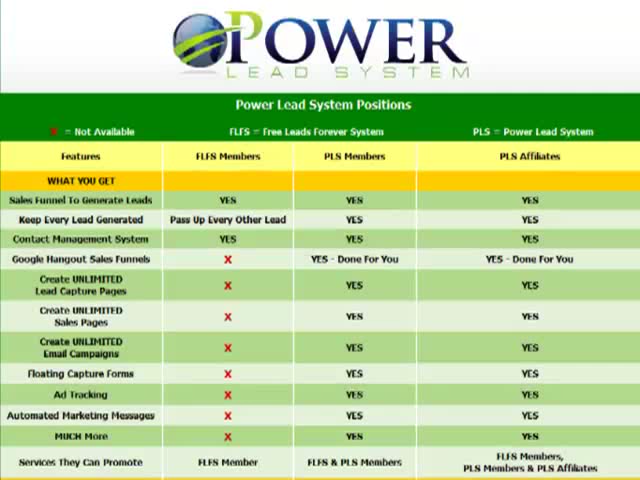 POWER
LEAD SYSTEM
Power Lead System Positions
X = Not Available FLFS = Free Leads Forever System PLS = Power Lead System
Features FLFS Members PLS Members PLS Affiliates
WHAT YOU GET
Sales Funnel To Generate Leads YES YES YES
Keep Every Lead Generated Pass Up Every Other Lead YES YES
Contact Management System YES YES YES
Google Hangout Sales Funnels X YES - Done For You YES - Done For You
Create UNLIMITED
Lead Capture Pages X YES YES
Create UNLIMITED
Sales Pages X YES YES
Create UNLIMITED
Email Campaigns X YES YES
Floating Capture Forms X YES YES
Ad Tracking X YES YES
Automated Marketing Messages X YES YES
MUCH More X YES YES
Services They Can Promote FLFS Member FLFS & PLS Members FLFS Members,
PLS Members & PLS Affiliates